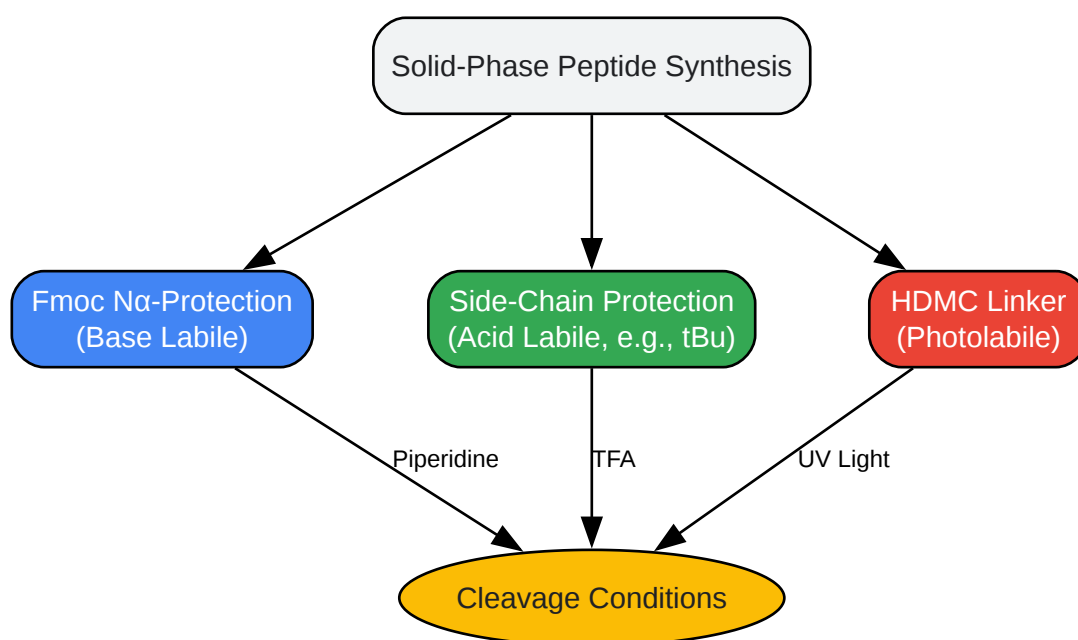 Solid-Phase Peptide Synthesis
Fmoc Nα-Protection
(Base Labile)
Side-Chain Protection
(Acid Labile, e.g., tBu)
HDMC Linker
(Photolabile)
Piperidine
TFA
UV Light
Cleavage Conditions